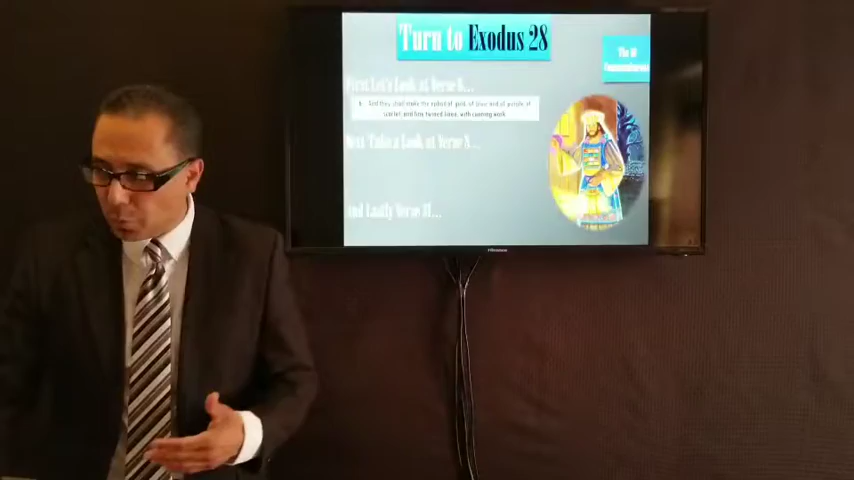 Turn to Exodus 28
The 10
Commandments
First Let's Look at Verse 6...
6 And they shall make the ephod of gold, of blue, and of purple, of
scarlet, and fine twined linen, with cunning work.
Next Take a Look at Verse 8...
And Lastly Verse 31...
Hisense